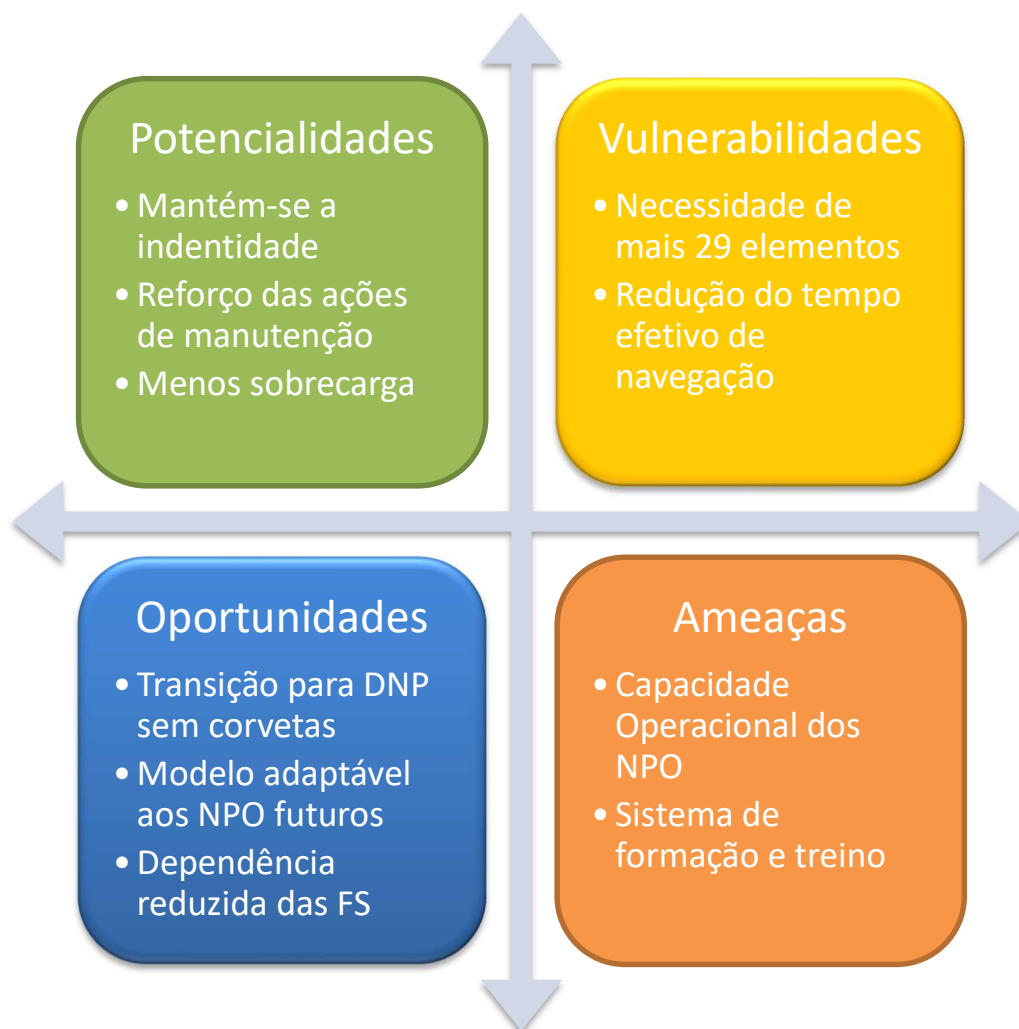 Potencialidades
• Mantém-se a
indentidade
• Reforço das ações
de manutenção
• Menos sobrecarga
Vulnerabilidades
• Necessidade de
mais 29 elementos
• Redução do tempo
efetivo de
navegação
Oportunidades
• Transição para DNP
sem corvetas
• Modelo adaptável
aos NPO futuros
• Dependência
reduzida das FS
Ameaças
• Capacidade
Operacional dos
NPO
• Sistema de
formação e treino